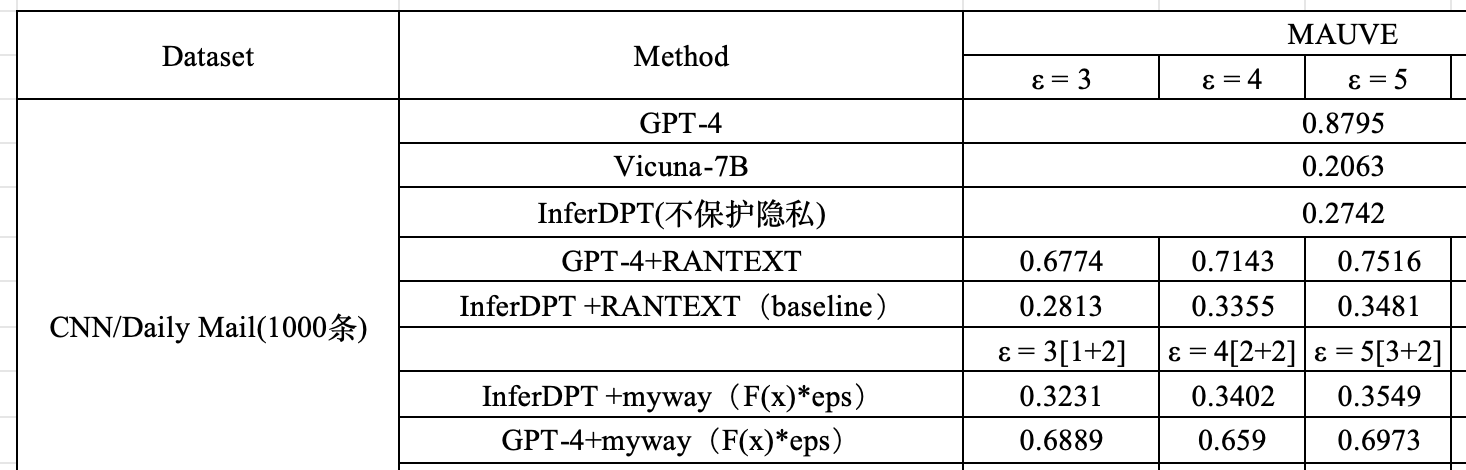 Dataset
Method
MAUVE
ε = 3
ε = 4
ε = 5
CNN/Daily Mail(1000条)
GPT-4
0.8795
Vicuna-7B
0.2063
InferDPT(不保护隐私)
0.2742
GPT-4+RANTEXT
0.6774
0.7143
0.7516
InferDPT +RANTEXT（baseline）
0.2813
0.3355
0.3481
ε = 3[1+2]
ε = 4[2+2]
ε = 5[3+2]
InferDPT +myway（F(x)*eps）
0.3231
0.3402
0.3549
GPT-4+myway（F(x)*eps）
0.6889
0.659
0.6973